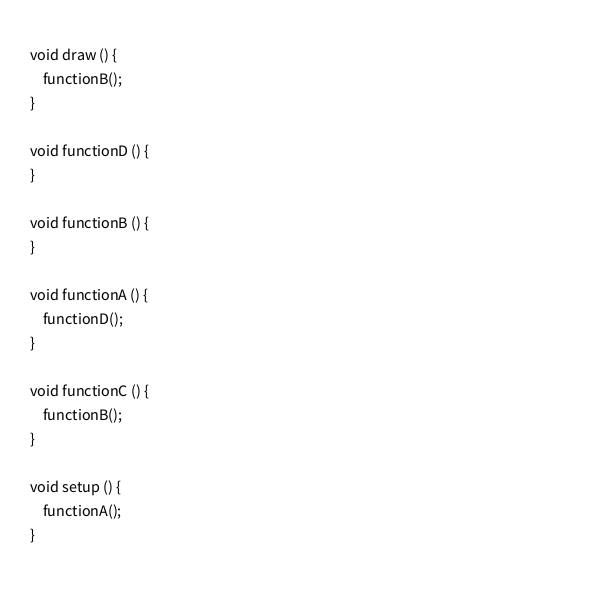 void draw () {
functionB();
}
void functionD () {
}
void functionB () {
}
void functionA () {
functionD();
}
void functionC () {
functionB();
}
void setup () {
functionA();
}